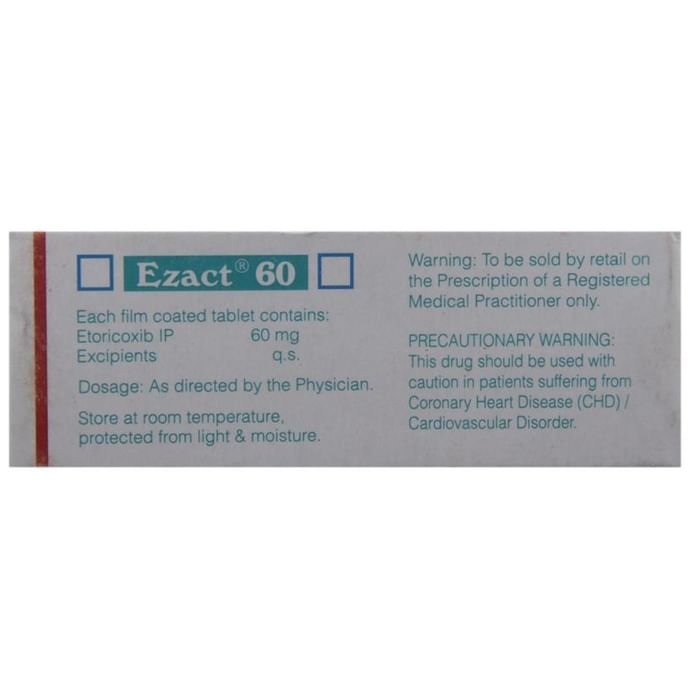 Ezact® 60
Each film coated tablet contains:
Etoricoxib IP 60 mg
Excipients q.s.
Dosage: As directed by the Physician.
Store at room temperature,
protected from light & moisture.
Warning: To be sold by retail on
the Prescription of a Registered
Medical Practitioner only.
PRECAUTIONARY WARNING:
This drug should be used with
caution in patients suffering from
Coronary Heart Disease (CHD) /
Cardiovascular Disorder.